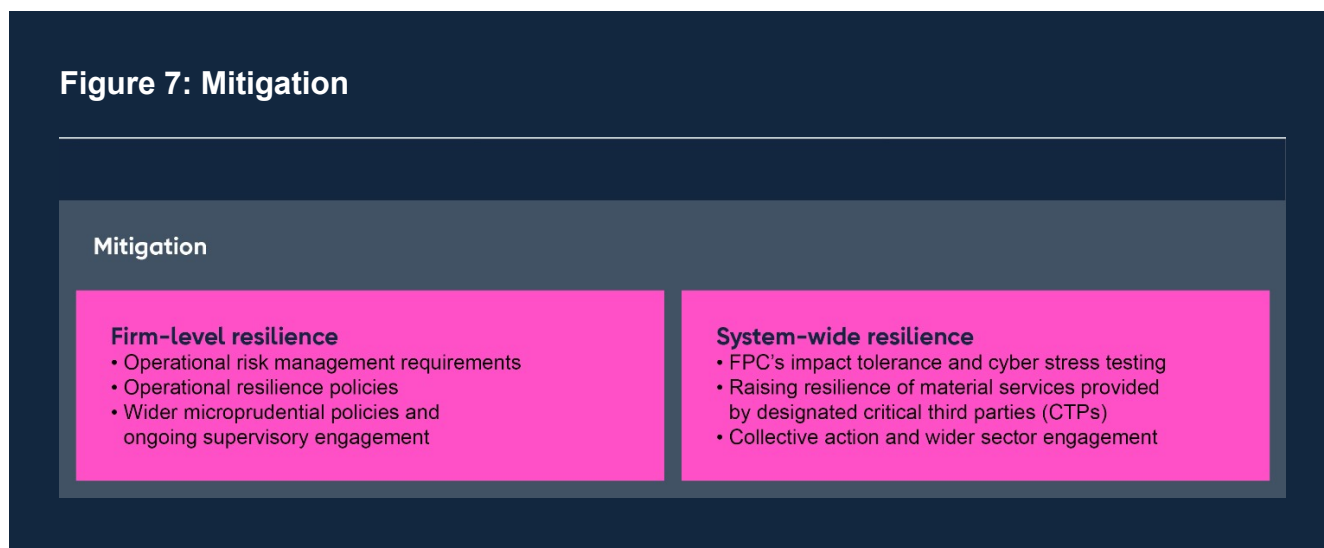 Figure 7: Mitigation
Mitigation
Firm-level resilience
• Operational risk management requirements
• Operational resilience policies
• Wider microprudential policies and
ongoing supervisory engagement
System-wide resilience
• FPC’s impact tolerance and cyber stress testing
• Raising resilience of material services provided
by designated critical third parties (CTPs)
• Collective action and wider sector engagement